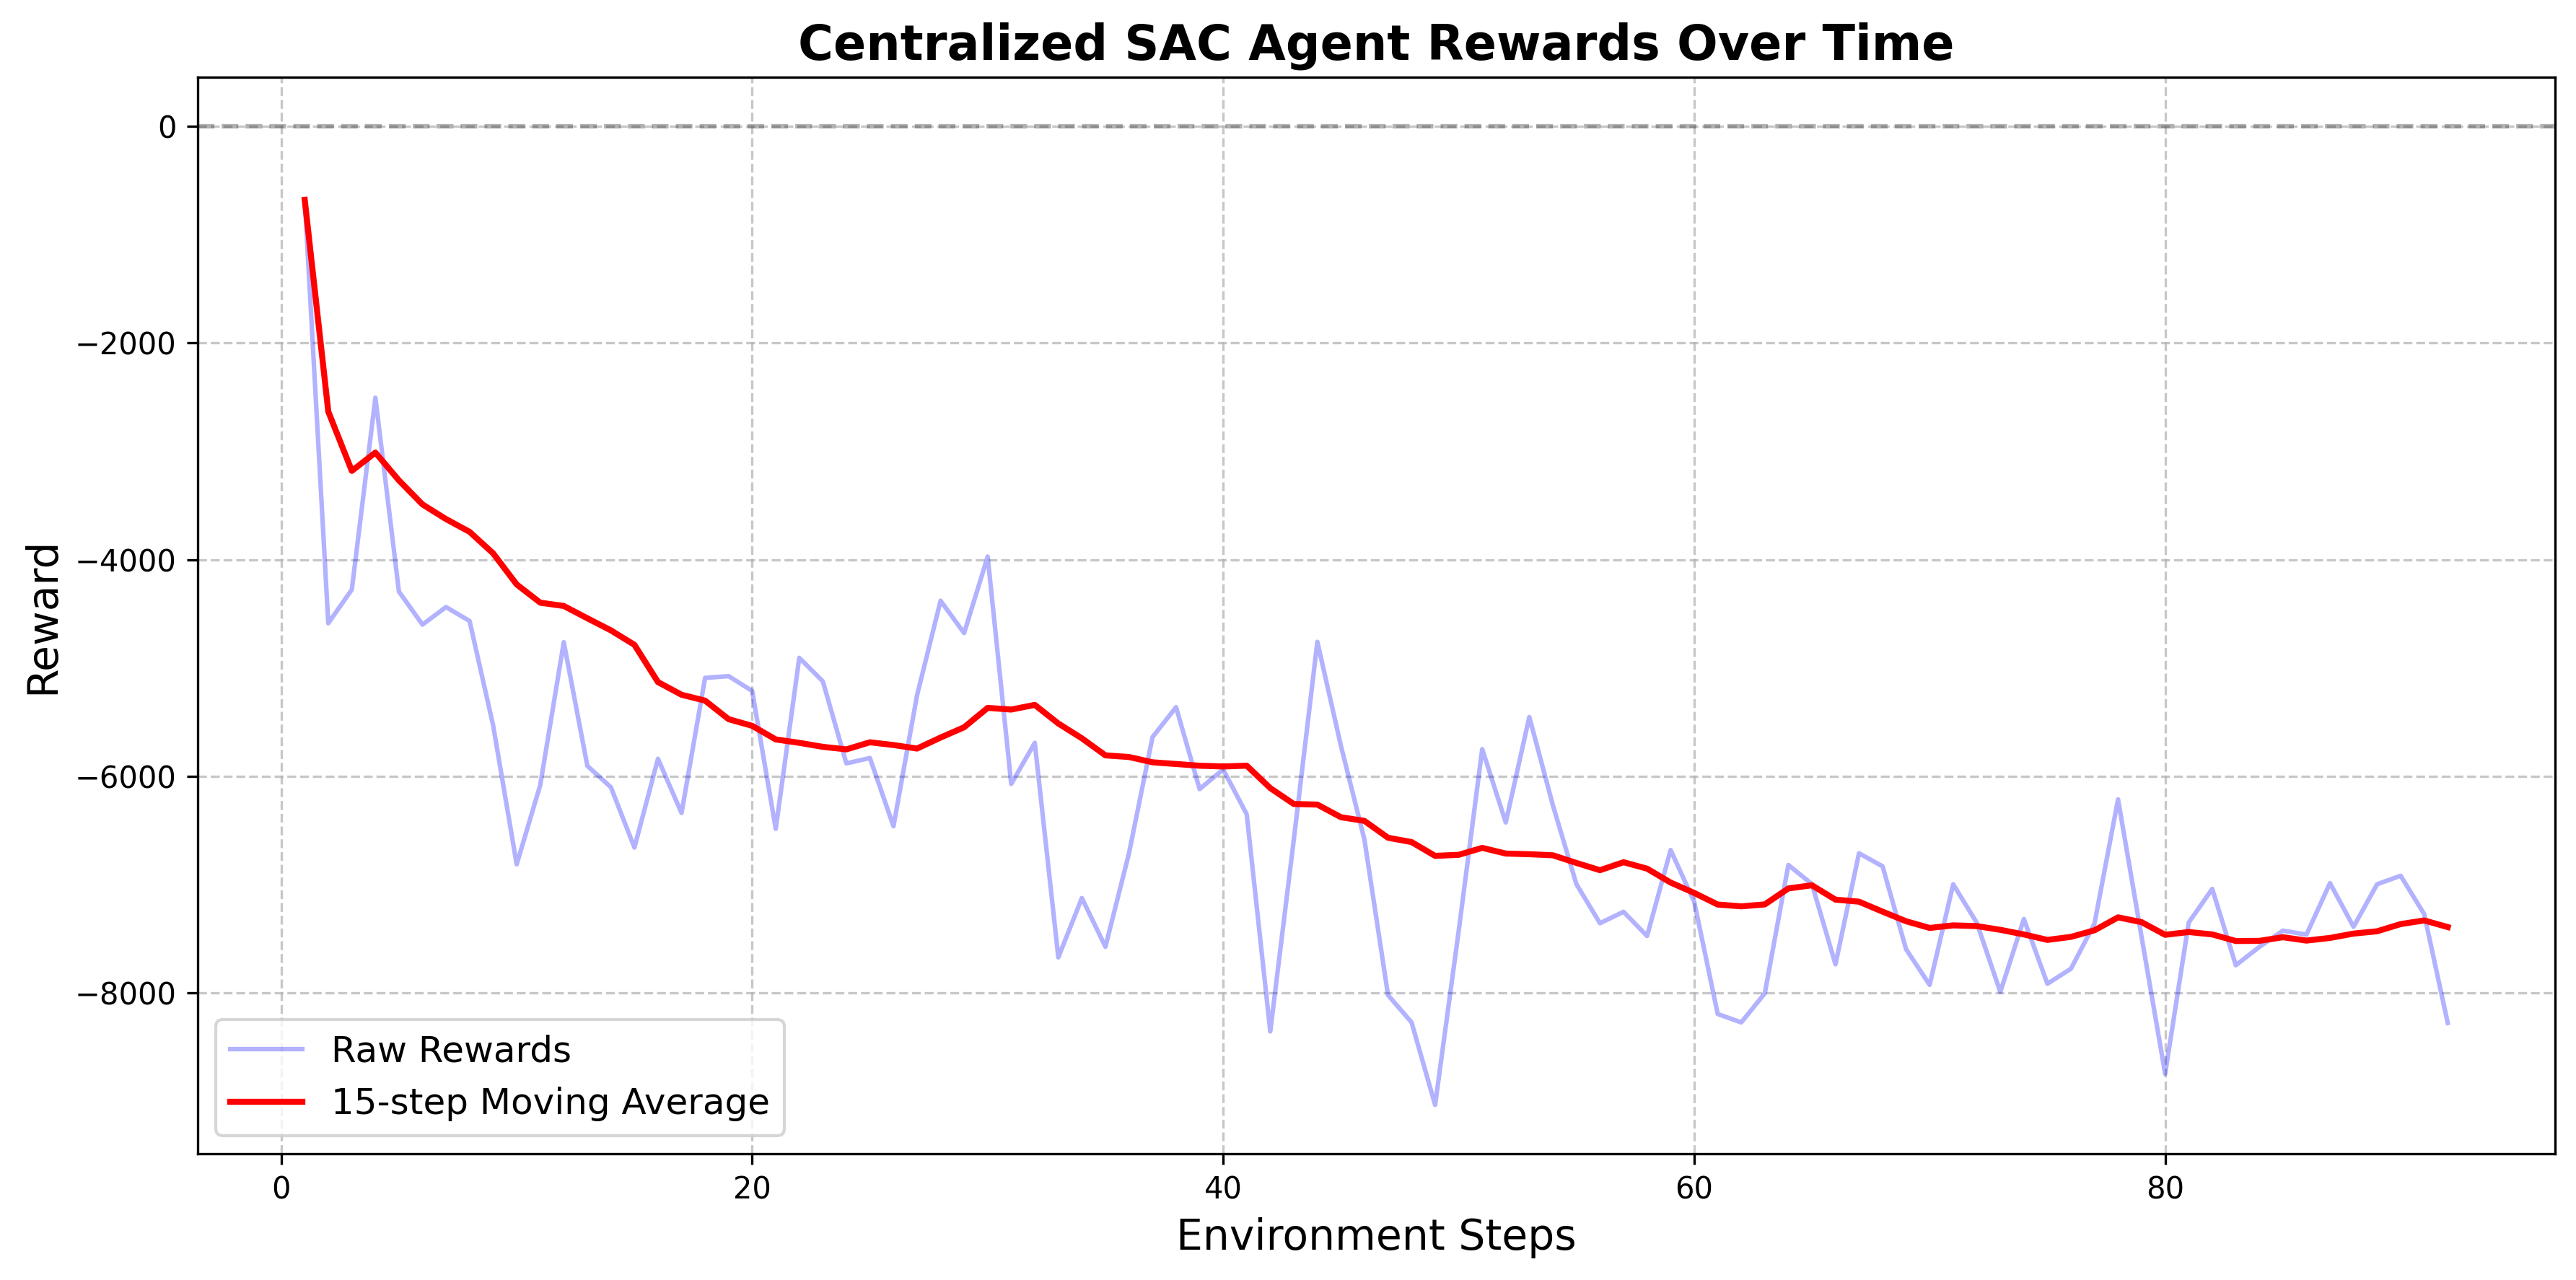 Centralized SAC Agent Rewards Over Time
0
−2000
−4000
−6000
−8000
Reward
Raw Rewards
15-step Moving Average
0 20 40 60 80
Environment Steps